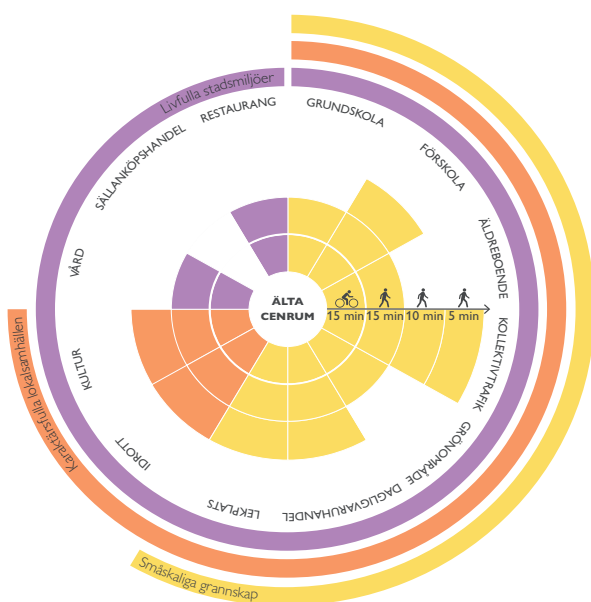 Livfulla stadsmiljöer
RESTAURANG
GRUNDSKOLA
FÖRSKOLA
ÄLDREBOENDE
KOLLEKTIVTRAFIK
GRÖNOMRÅDE
DAGLIGVARUHANDEL
LEKPLATS
IDROTT
KULTUR
VÅRD
SÄLLANKÖPSHANDEL
ÄLTA
CENRUM
15 min 15 min 10 min 5 min
Karaktärsfulla lokalsamhällen
Småskaliga grannskap